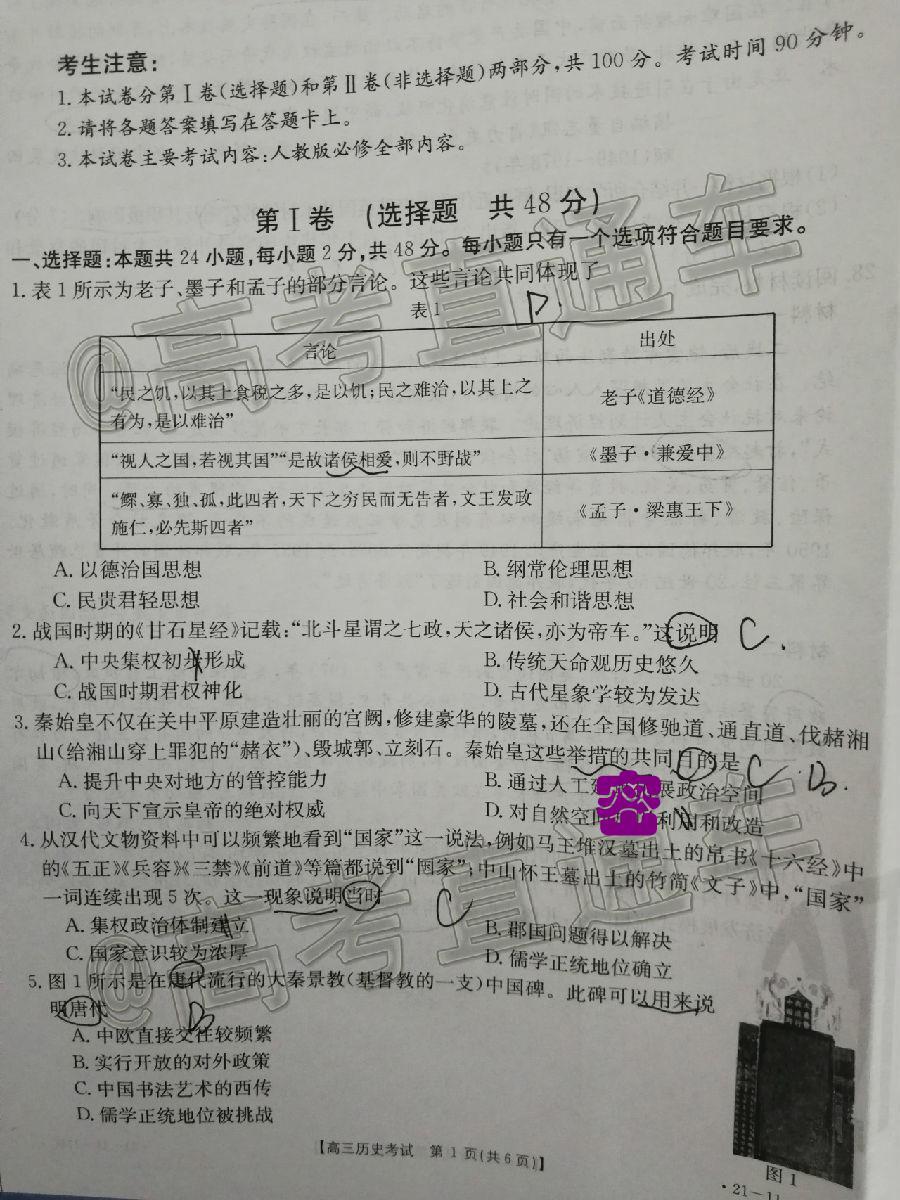 考生注意：
1.本试卷分第Ⅰ卷(选择题)和第Ⅱ卷(非选择题)两部分，共100分。考试时间90分钟。
2.请将各题答案填写在答题卡上。
3.本试卷主要考试内容：人教版必修全部内容。
第Ⅰ卷 (选择题 共48分)
一、选择题：本题共24小题，每小题2分，共48分。每小题只有一个选项符合题目要求。
1.表1所示为老子、墨子和孟子的部分言论。这些言论共同体现了
D.
表1
言论 出处
“民之饥，以其上食税之多，是以饥；民之难治，以其上之
有为，是以难治” 老子《道德经》
“视人之国，若视其国”“是故诸侯相爱，则不野战” 《墨子·兼爱中》
“鳏、寡、独、孤，此四者，天下之穷民而无告者，文王发政
施仁，必先斯四者” 《孟子·梁惠王下》
A.以德治国思想 B.纲常伦理思想
C.民贵君轻思想 D.社会和谐思想
2.战国时期的《甘石星经》记载：“北斗星谓之七政，天之诸侯，亦为帝车。”这说明 C.
A.中央集权初步形成 B.传统天命观历史悠久
C.战国时期君权神化 D.古代星象学较为发达
3.秦始皇不仅在关中平原建造壮丽的宫阙，修建豪华的陵墓，还在全国修驰道、通直道、伐赭湘
山(给湘山穿上罪犯的“赭衣”)、毁城郭、立刻石。秦始皇这些举措的共同目的是 C.B.
A.提升中央对地方的管控能力 B.通过人工建展政治空间
C.向天下宣示皇帝的绝对权威 D.对自然空间利用和改造
4.从汉代文物资料中可以频繁地看到“国家”这一说法，例如马王堆汉墓出土的帛书《十六经》中
的《五正》《兵容》《三禁》《前道》等篇都说到“国家”；中山怀王墓出土的竹简《文子》中，“国家”
一词连续出现5次。这一现象说明当时 C
A.集权政治体制建立 B.郡国问题得以解决
C.国家意识较为浓厚 D.儒学正统地位确立
5.图1所示是在唐代流行的大秦景教(基督教的一支)中国碑。此碑可以用来说
明唐代 B
A.中欧直接交往较频繁
B.实行开放的对外政策
C.中国书法艺术的西传
D.儒学正统地位被挑战
图1
【高三历史考试 第1页(共6页)】
·21-11
@高考直通车
@高考直通车